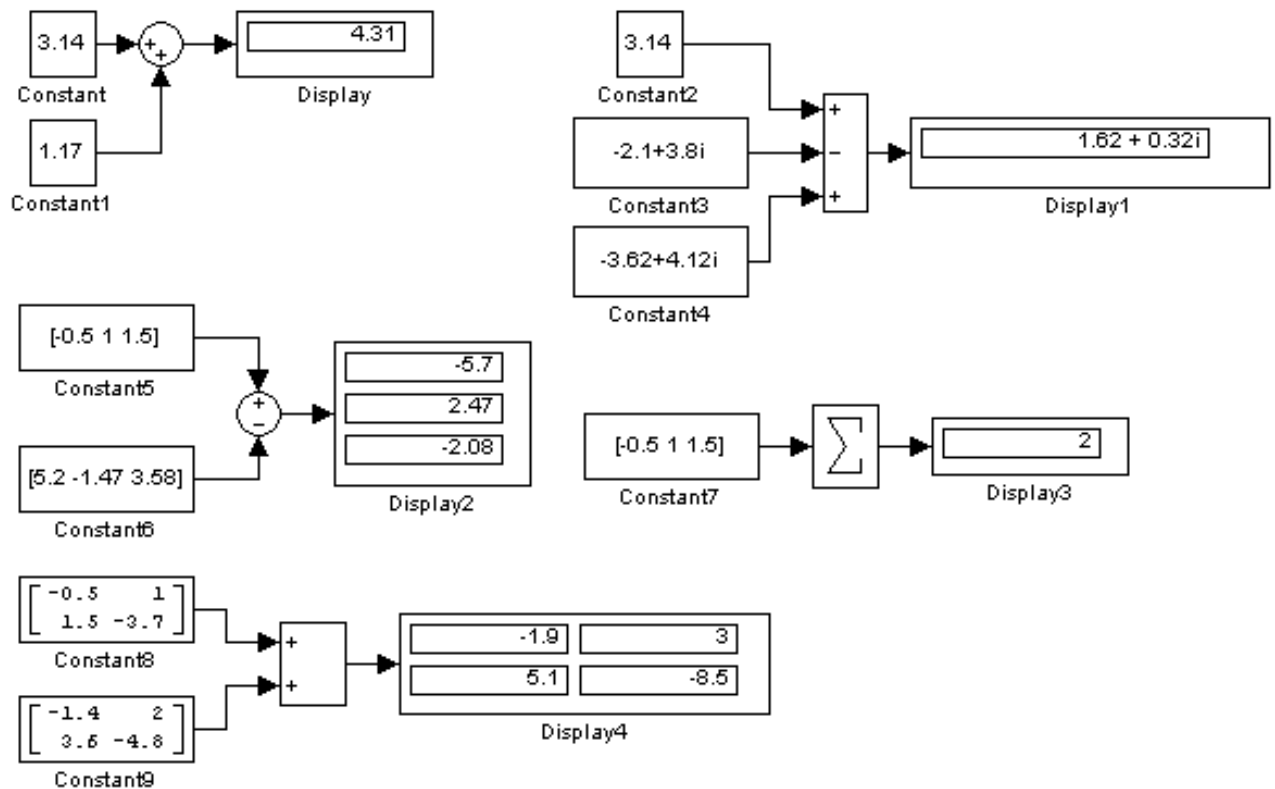 3.14
+
+
4.31
Constant
Display
1.17
Constant1
3.14
Constant2
+
-2.1+3.8i
−
1.62 + 0.32i
Constant3
+
Display1
-3.62+4.12i
Constant4
[-0.5 1 1.5]
Constant5
+
−
-5.7
2.47
-2.08
[5.2 -1.47 3.58]
Constant6
Display2
[-0.5 1 1.5]
Constant7
∑
2
Display3
-0.5 1
1.5 -3.7
Constant8
+
+
-1.9 3
5.1 -8.5
Display4
-1.4 2
3.6 -4.8
Constant9